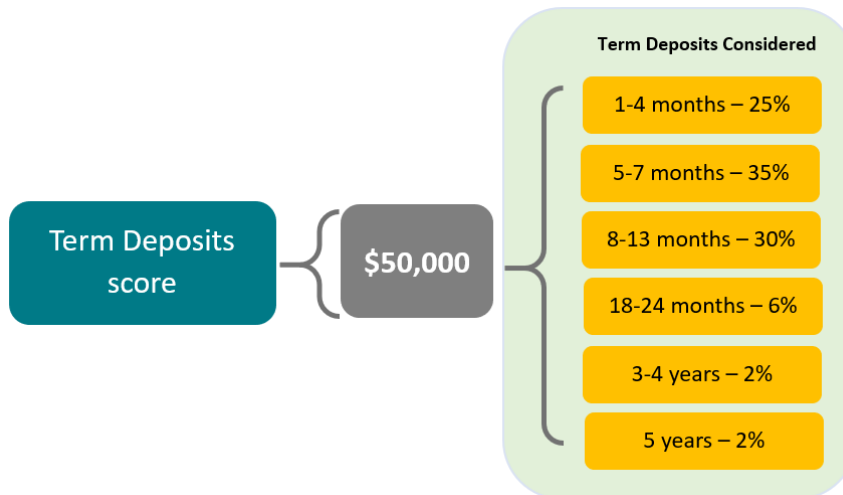 Term Deposits Considered
1-4 months – 25%
5-7 months – 35%
Term Deposits
score
$50,000
8-13 months – 30%
18-24 months – 6%
3-4 years – 2%
5 years – 2%